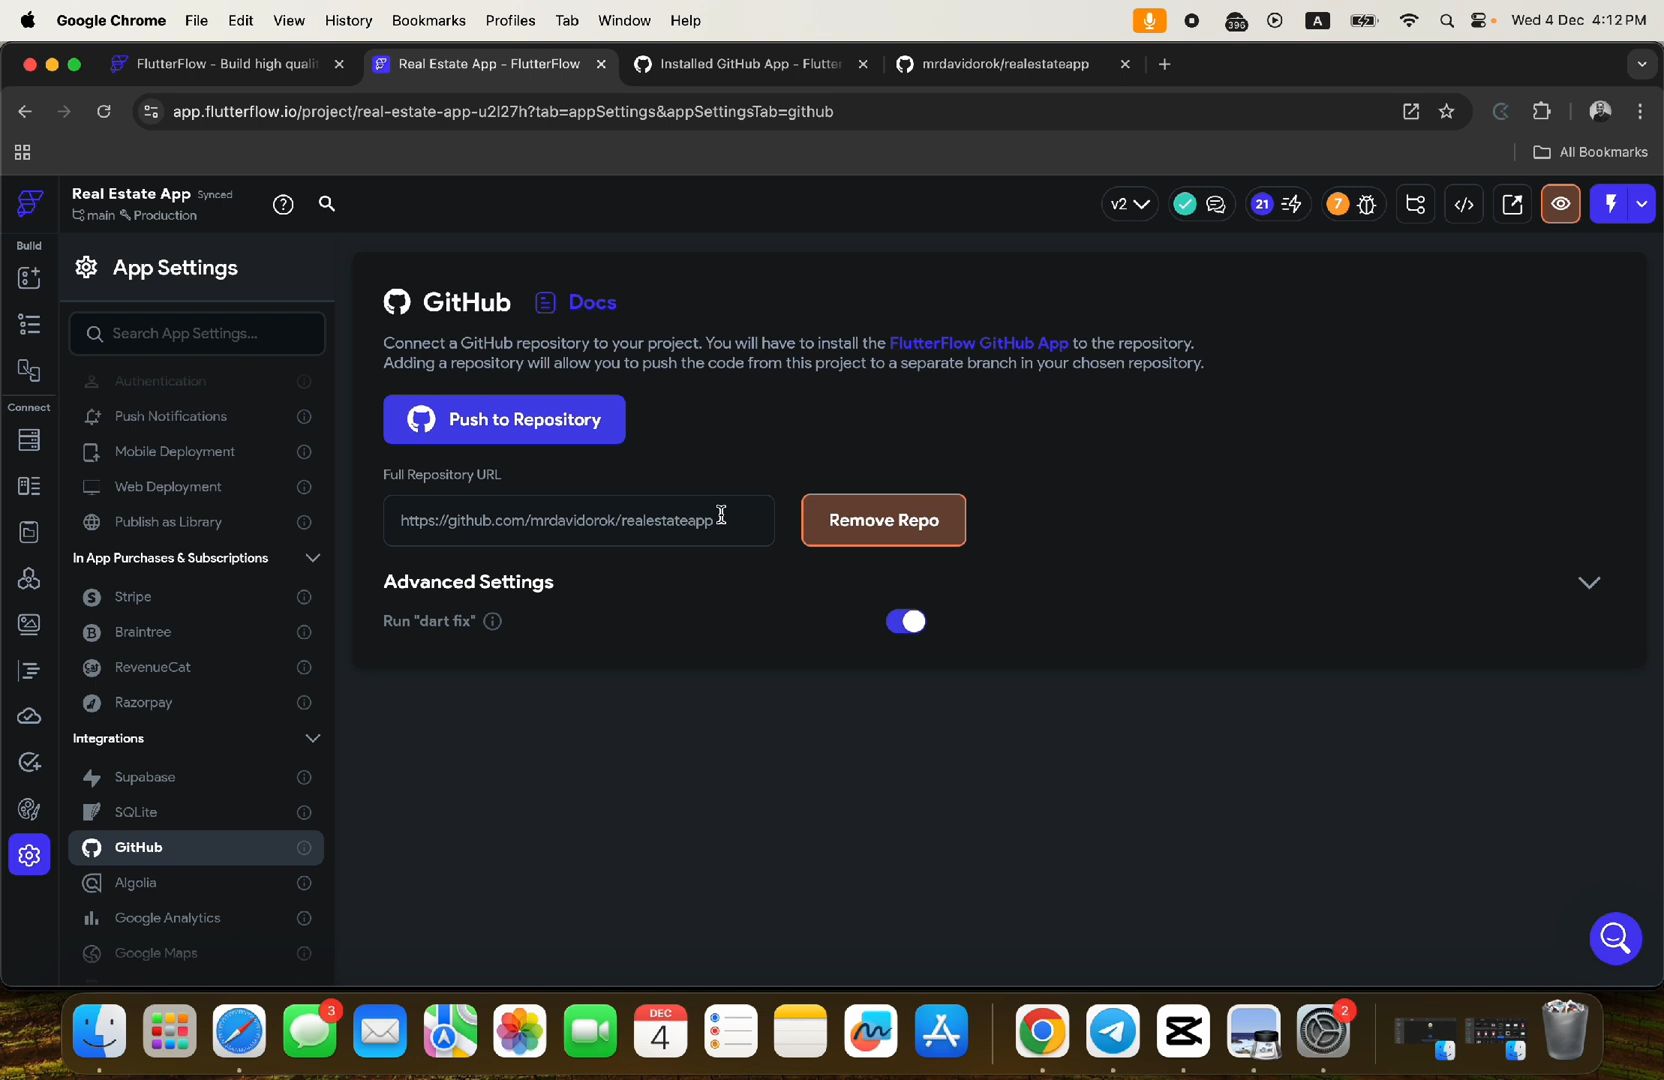 Google Chrome File Edit View History Bookmarks Profiles Tab Window Help 396 A Wed 4 Dec 4:12 PM
FlutterFlow - Build high quali Real Estate App - FlutterFlow Installed GitHub App - Flutter mrdavidorok/realestateapp
app.flutterflow.io/project/real-estate-app-u2l27h?tab=appSettings&appSettingsTab=github
All Bookmarks
Real Estate App Synced
main Production
v2 21 7
Build
App Settings
Search App Settings...
Authentication
Push Notifications
Connect
Mobile Deployment
Web Deployment
Publish as Library
In App Purchases & Subscriptions
Stripe
Braintree
RevenueCat
Razorpay
Integrations
Supabase
SQLite
GitHub
Algolia
Google Analytics
Google Maps
GitHub Docs
Connect a GitHub repository to your project. You will have to install the FlutterFlow GitHub App to the repository.
Adding a repository will allow you to push the code from this project to a separate branch in your chosen repository.
Push to Repository
Full Repository URL
https://github.com/mrdavidorok/realestateapp
Remove Repo
Advanced Settings
Run "dart fix"
3
DEC
4
2